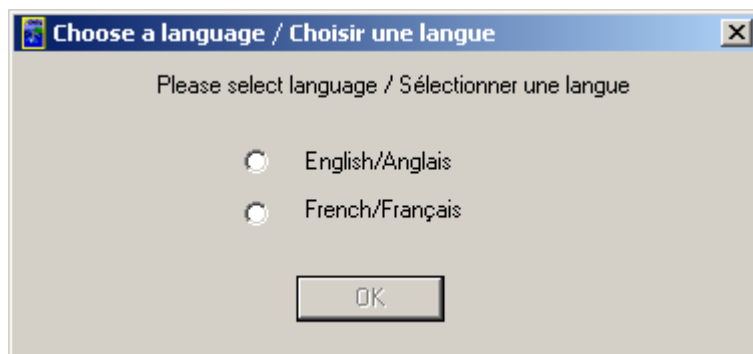 Choose a language / Choisir une langue
Please select language / Sélectionner une langue
English/Anglais
French/Français
OK